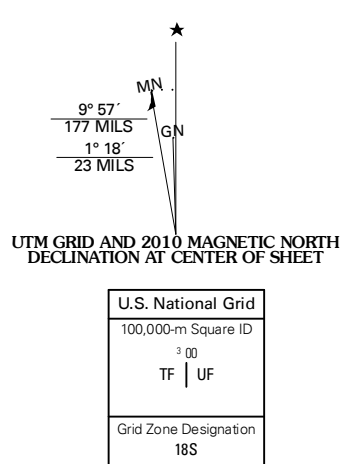 ★
MN
9° 57´
177 MILS
GN
1° 18´
23 MILS
UTM GRID AND 2010 MAGNETIC NORTH
DECLINATION AT CENTER OF SHEET
U.S. National Grid
100,000-m Square ID
3 00
TF | UF
Grid Zone Designation
18S